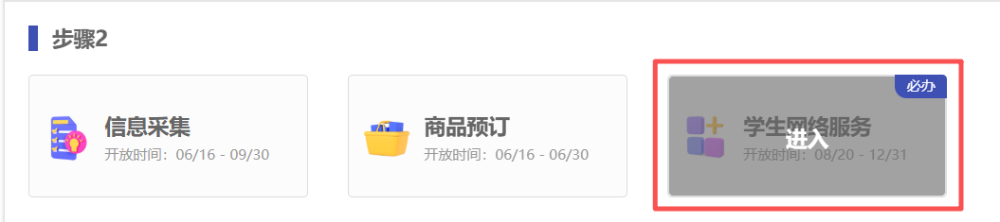 步骤2
信息采集
开放时间：06/16 - 09/30
商品预订
开放时间：06/16 - 06/30
必办
学生网络服务
进入
开放时间：08/20 - 12/31